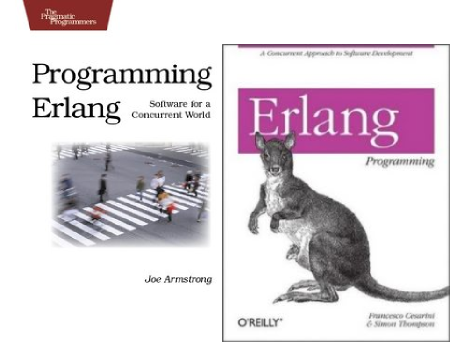 The
Pragmatic
Programmers
Programming
Erlang
Software for a
Concurrent World
Joe Armstrong
A Concurrent Approach to Software Development
Erlang
Programming
O'REILLY
Francesco Cesarini
& Simon Thompson